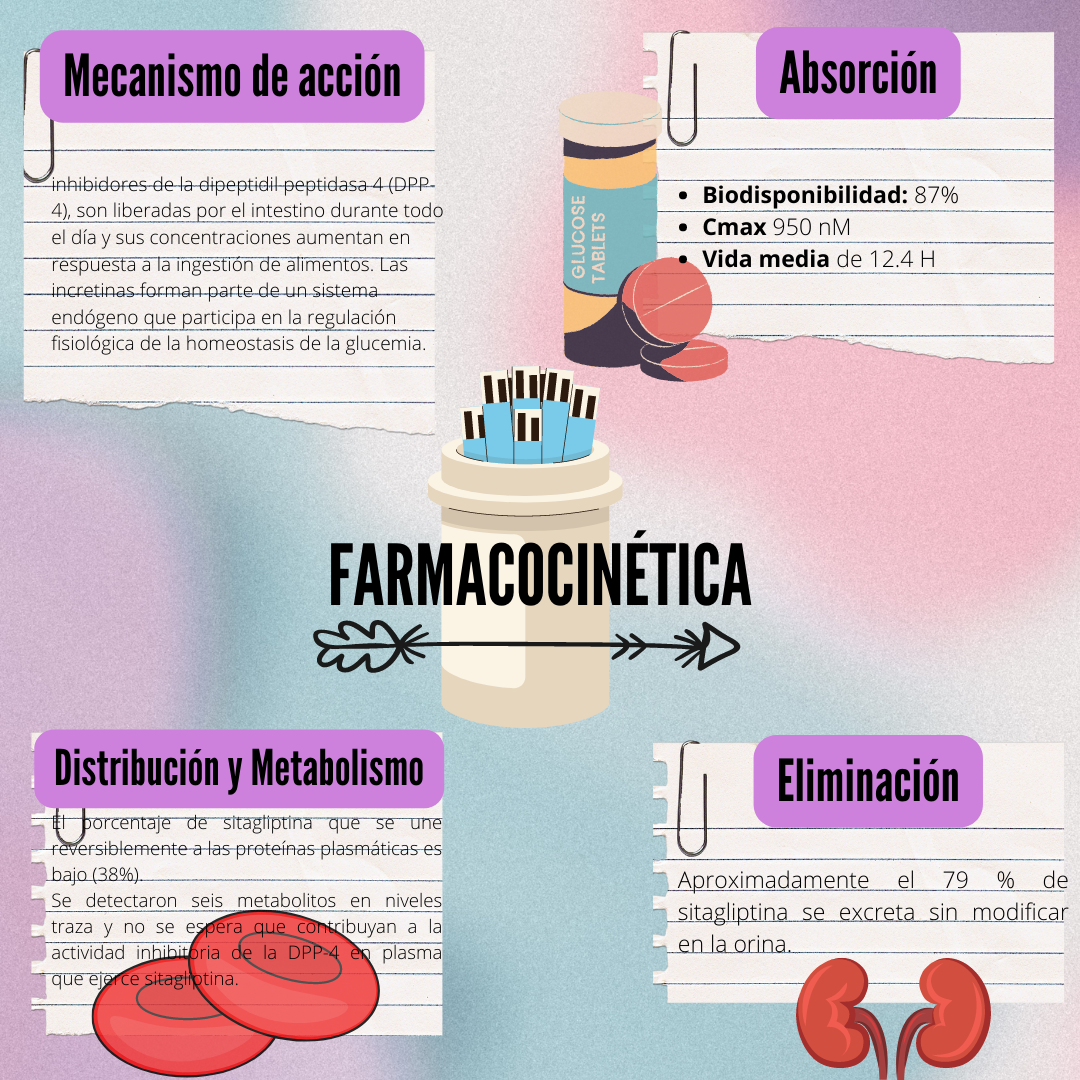 Mecanismo de acción
inhibidores de la dipeptidil peptidasa 4 (DPP-
4), son liberadas por el intestino durante todo
el día y sus concentraciones aumentan en
respuesta a la ingestión de alimentos. Las
incretinas forman parte de un sistema
endógeno que participa en la regulación
fisiológica de la homeostasis de la glucemia.
Absorción
• Biodisponibilidad: 87%
• Cmax 950 nM
• Vida media de 12.4 H
GLUCOSE
TABLETS
FARMACOCINÉTICA
Distribución y Metabolismo
El porcentaje de sitagliptina que se une
reversiblemente a las proteínas plasmáticas es
bajo (38%).
Se detectaron seis metabolitos en niveles
traza y no se espera que contribuyan a la
actividad inhibitoria de la DPP-4 en plasma
que ejerce sitagliptina.
Eliminación
Aproximadamente el 79 % de
sitagliptina se excreta sin modificar
en la orina.